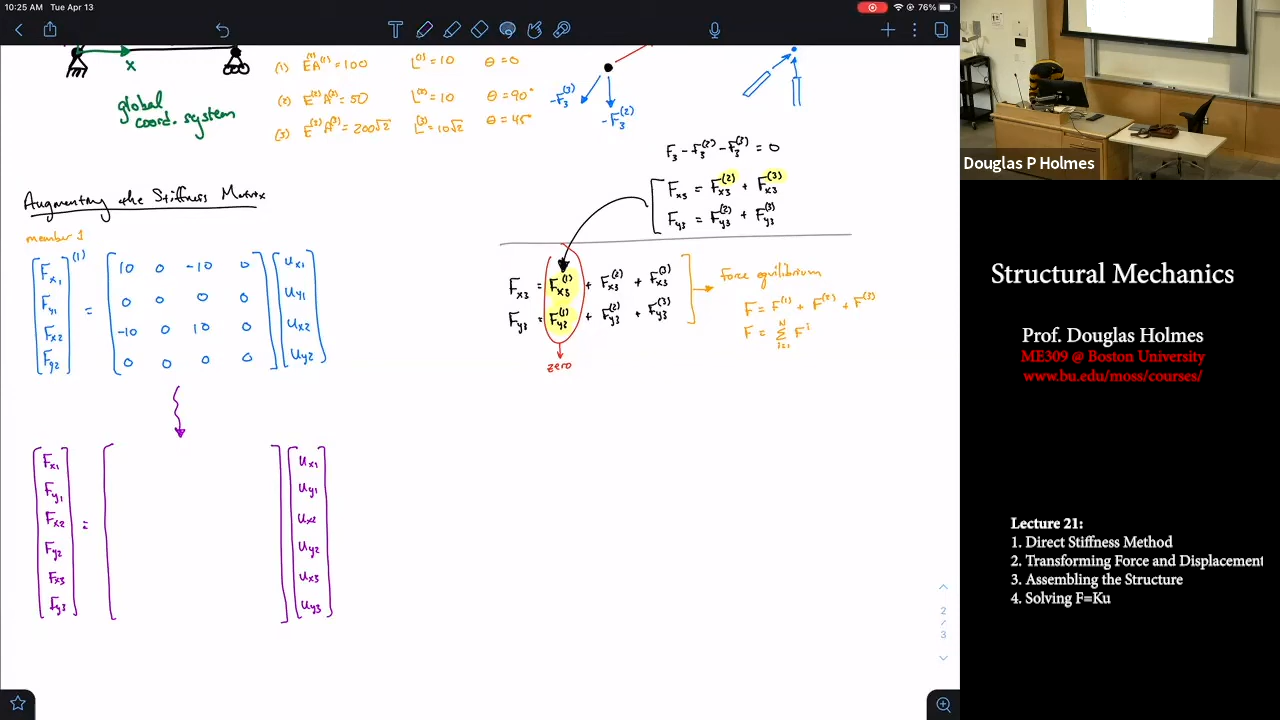 10:25 AM Tue Apr 13
76%
x
global
coord. system
(1) E A⁽¹⁾ = 100 L⁽¹⁾ = 10 θ = 0
(2) E⁽²⁾A⁽²⁾ = 50 L⁽²⁾ = 10 θ = 90°
(3) E⁽³⁾A⁽³⁾ = 200√2 L⁽³⁾ = 10√2 θ = 45°
-F₃⁽³⁾
-F₃⁽²⁾
F₃ - F₃⁽²⁾ - F₃⁽³⁾ = 0
Fx3 = Fx3⁽²⁾ + Fx3⁽³⁾
Fy3 = Fy3⁽²⁾ + Fy3⁽³⁾
Augmenting the Stiffness Matrix
member 1
Fx1 (1) 10 0 -10 0 ux1
Fy1 0 0 0 0 uy1
=
Fx2 -10 0 10 0 ux2
Fy2 0 0 0 0 uy2
Fx3 = Fx3⁽¹⁾ + Fx3⁽²⁾ + Fx3⁽³⁾
Fy3 = Fy3⁽¹⁾ + Fy3⁽²⁾ + Fy3⁽³⁾
zero
Force equilibrium
F = F⁽¹⁾ + F⁽²⁾ + F⁽³⁾
F = Σ i=1 N Fⁱ
Fx1 ux1
Fy1 uy1
Fx2 = ux2
Fy2 uy2
Fx3 ux3
Fy3 uy3
2
/
3
Douglas P Holmes
Structural Mechanics
Prof. Douglas Holmes
ME309 @ Boston University
www.bu.edu/moss/courses/
Lecture 21:
1. Direct Stiffness Method
2. Transforming Force and Displacement
3. Assembling the Structure
4. Solving F=Ku